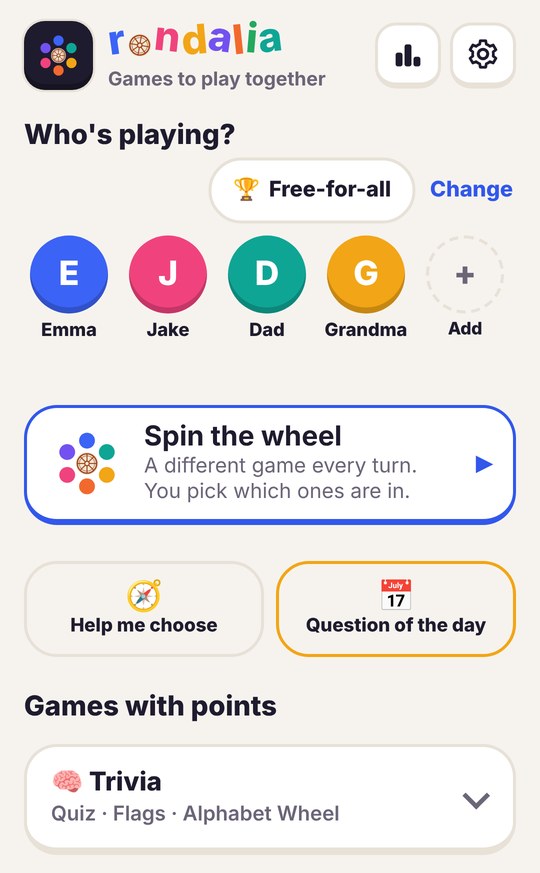 rondalia
Games to play together
Who's playing?
🏆 Free-for-all
Change
E
J
D
G
+
Emma
Jake
Dad
Grandma
Add
Spin the wheel
A different game every turn.
You pick which ones are in.
Help me choose
July
17
Question of the day
Games with points
🧠 Trivia
Quiz · Flags · Alphabet Wheel